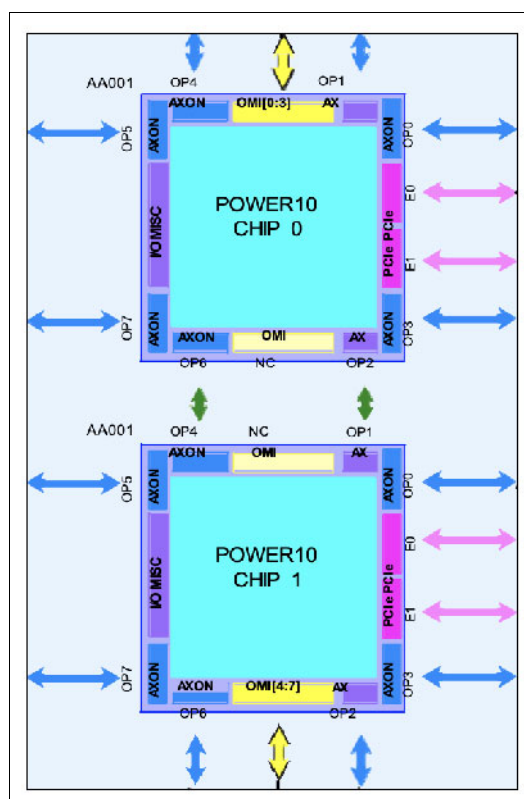 OP4
OP1
AA001
AXON
OMI[0:3]
AX
OP5
AXON
AXON
OP0
POWER10
CHIP 0
I/O MISC
PCIe PCIe
E0
E1
OP7
AXON
AXON
OP3
AXON
OMI
AX
OP6
NC
OP2
AA001
OP4
NC
OP1
AXON
OMI
AX
OP5
AXON
AXON
OP0
POWER10
CHIP 1
I/O MISC
PCIe PCIe
E0
E1
OP7
AXON
AXON
OP3
AXON
OMI[4:7]
AX
OP6
OP2